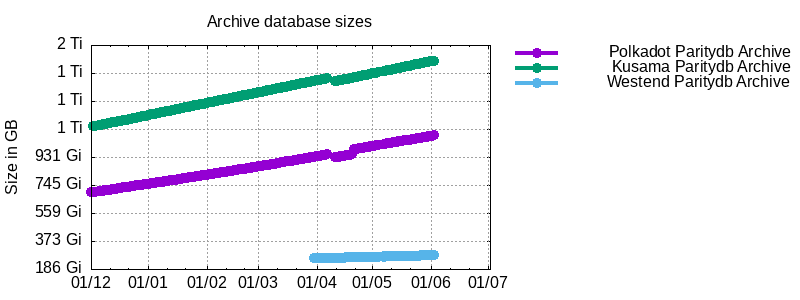 Archive database sizes
Polkadot Paritydb Archive
Kusama Paritydb Archive
Westend Paritydb Archive
Size in GB
2 Ti
1 Ti
1 Ti
1 Ti
931 Gi
745 Gi
559 Gi
373 Gi
186 Gi
01/12 01/01 01/02 01/03 01/04 01/05 01/06 01/07